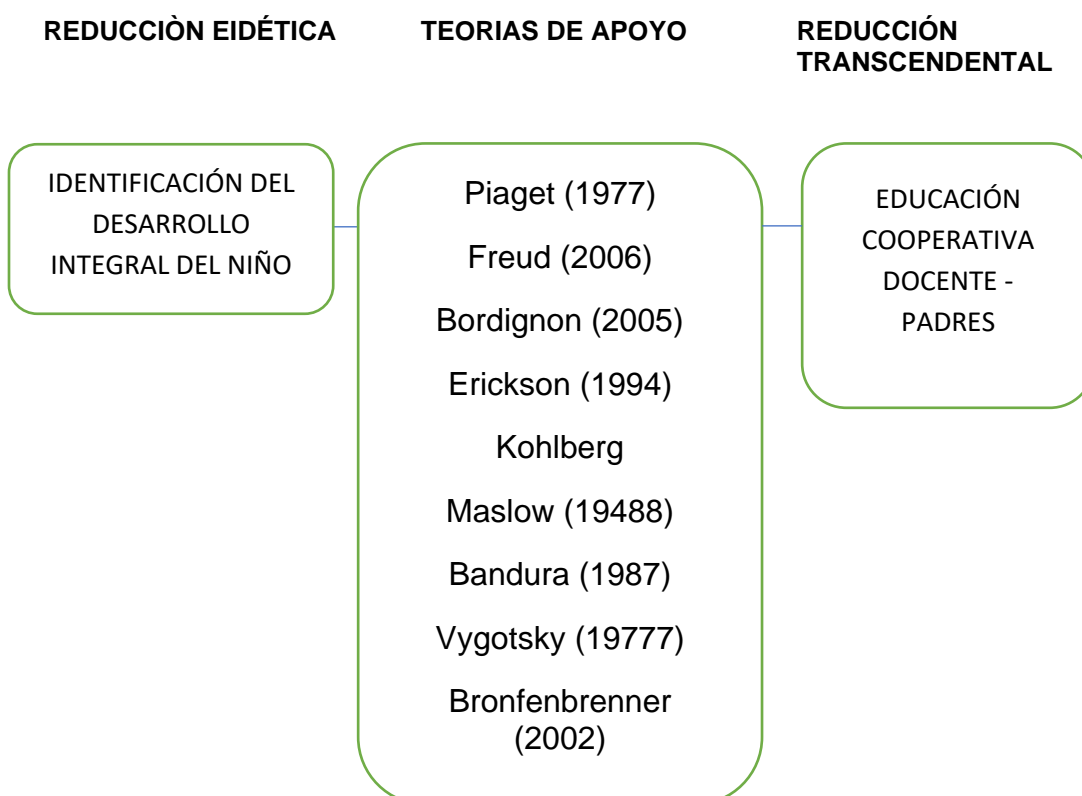 REDUCCIÒN EIDÉTICA
TEORIAS DE APOYO
REDUCCIÓN
TRANSCENDENTAL
IDENTIFICACIÓN DEL
DESARROLLO
INTEGRAL DEL NIÑO
Piaget (1977)
Freud (2006)
Bordignon (2005)
Erickson (1994)
Kohlberg
Maslow (19488)
Bandura (1987)
Vygotsky (19777)
Bronfenbrenner
(2002)
EDUCACIÓN
COOPERATIVA
DOCENTE -
PADRES